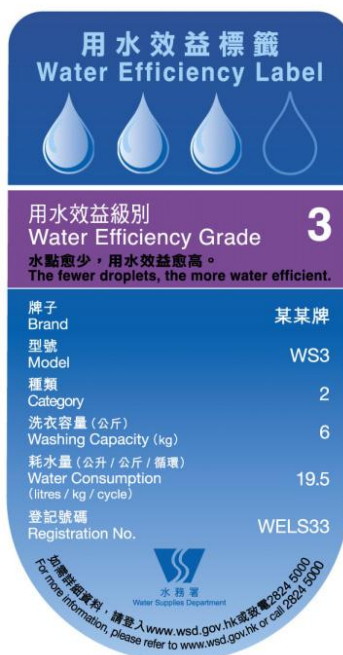 用水效益標籤
Water Efficiency Label
用水效益級別
Water Efficiency Grade 3
水點愈少，用水效益愈高。
The fewer droplets, the more water efficient.
牌子
Brand
某某牌
型號
Model
WS3
種類
Category
2
洗衣容量 (公斤)
Washing Capacity (kg)
6
耗水量 (公升 / 公斤 / 循環)
Water Consumption
(litres / kg / cycle)
19.5
登記號碼
Registration No.
WELS33
水務署
Water Supplies Department
如需詳細資料，請登入www.wsd.gov.hk或致電2824 5000
For more information, please refer to www.wsd.gov.hk or call 2824 5000